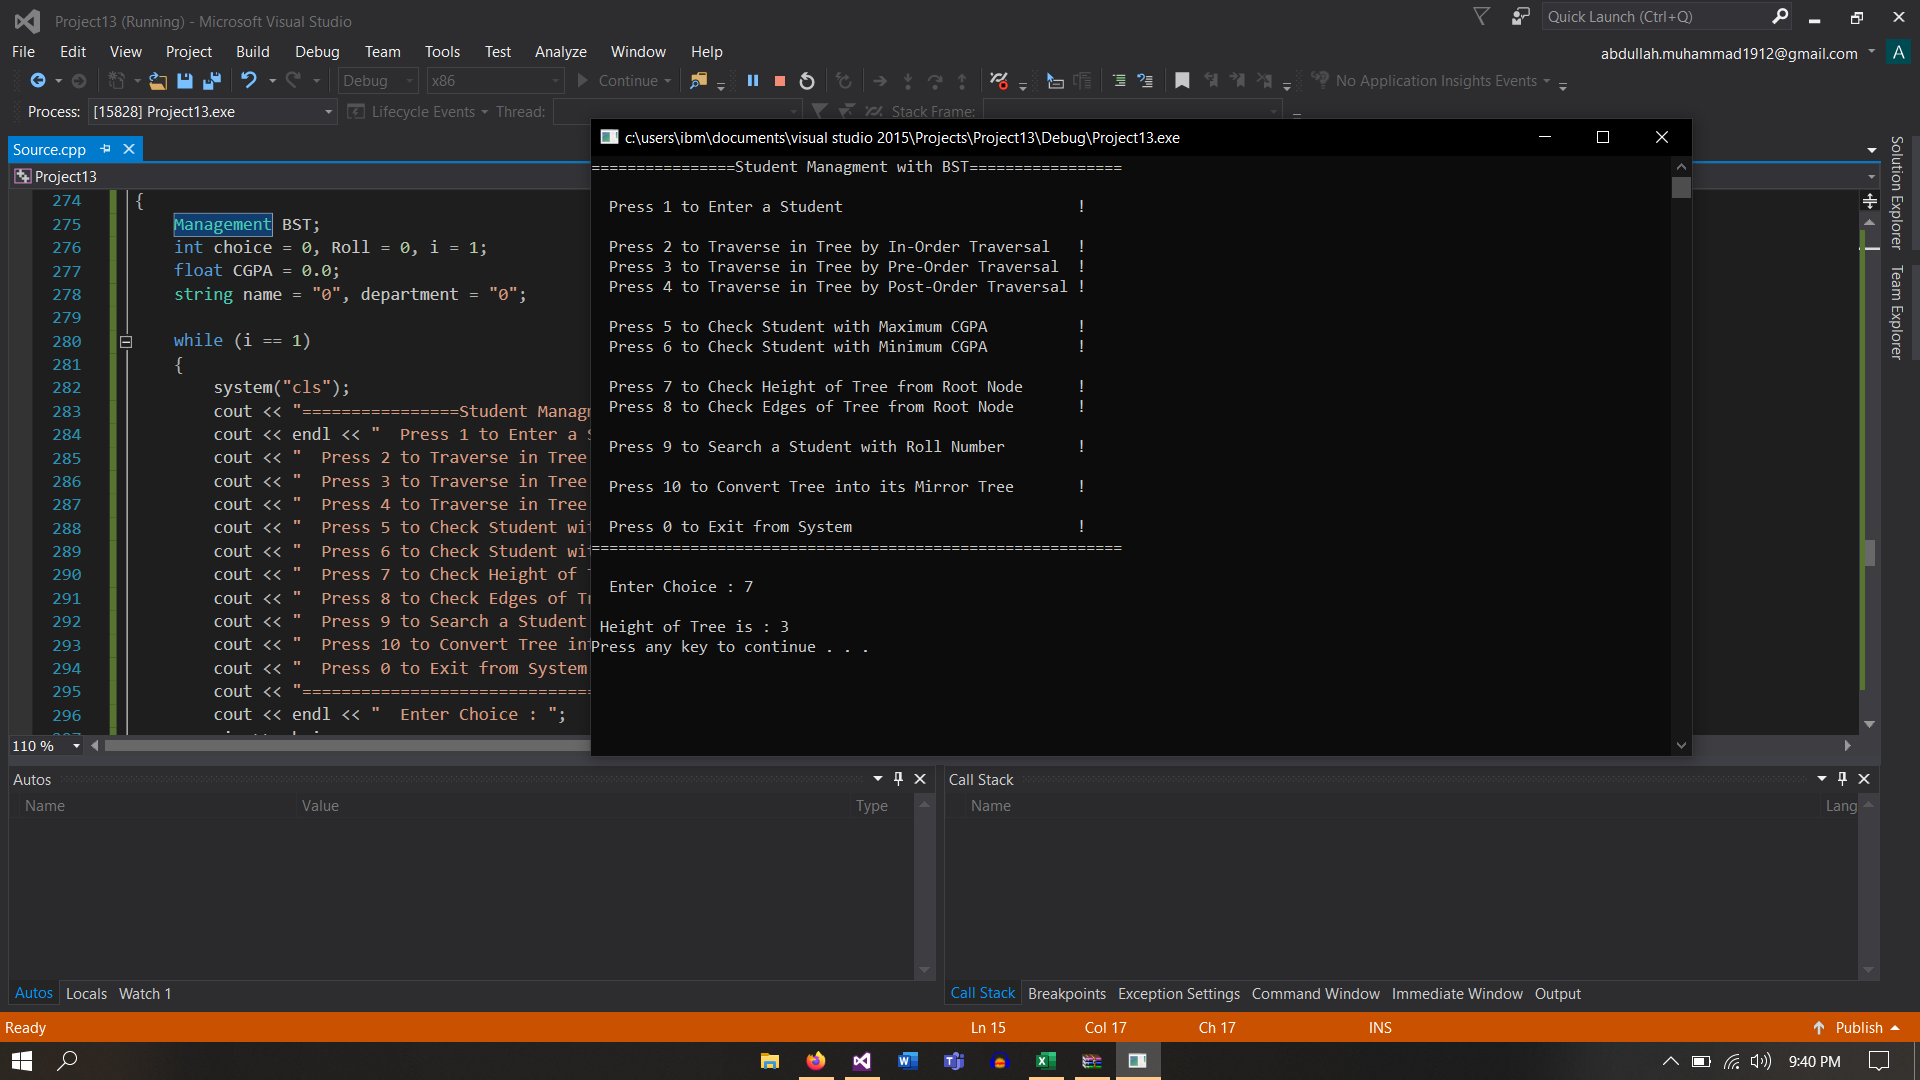 Project13 (Running) - Microsoft Visual Studio
Quick Launch (Ctrl+Q)
File Edit View Project Build Debug Team Tools Test Analyze Window Help
abdullah.muhammad1912@gmail.com A
Debug x86 Continue No Application Insights Events
Process: [15828] Project13.exe Lifecycle Events Thread: Stack Frame:
Source.cpp
Project13
274 {
275 Management BST;
276 int choice = 0, Roll = 0, i = 1;
277 float CGPA = 0.0;
278 string name = "0", department = "0";
279
280 while (i == 1)
281 {
282 system("cls");
283 cout << "================Student Managm
284 cout << endl << "  Press 1 to Enter a S
285 cout << "  Press 2 to Traverse in Tree
286 cout << "  Press 3 to Traverse in Tree
287 cout << "  Press 4 to Traverse in Tree
288 cout << "  Press 5 to Check Student wit
289 cout << "  Press 6 to Check Student wit
290 cout << "  Press 7 to Check Height of T
291 cout << "  Press 8 to Check Edges of Tr
292 cout << "  Press 9 to Search a Student
293 cout << "  Press 10 to Convert Tree int
294 cout << "  Press 0 to Exit from System
295 cout << "==============================
296 cout << endl << "  Enter Choice : ";
110 %
c:\users\ibm\documents\visual studio 2015\Projects\Project13\Debug\Project13.exe
================Student Managment with BST=================
Press 1 to Enter a Student !
Press 2 to Traverse in Tree by In-Order Traversal !
Press 3 to Traverse in Tree by Pre-Order Traversal !
Press 4 to Traverse in Tree by Post-Order Traversal !
Press 5 to Check Student with Maximum CGPA !
Press 6 to Check Student with Minimum CGPA !
Press 7 to Check Height of Tree from Root Node !
Press 8 to Check Edges of Tree from Root Node !
Press 9 to Search a Student with Roll Number !
Press 10 to Convert Tree into its Mirror Tree !
Press 0 to Exit from System !
===========================================================
Enter Choice : 7
Height of Tree is : 3
Press any key to continue . . .
Solution Explorer
Team Explorer
Autos
Name Value Type
Autos Locals Watch 1
Call Stack
Name Lang
Call Stack Breakpoints Exception Settings Command Window Immediate Window Output
Ready Ln 15 Col 17 Ch 17 INS Publish
9:40 PM